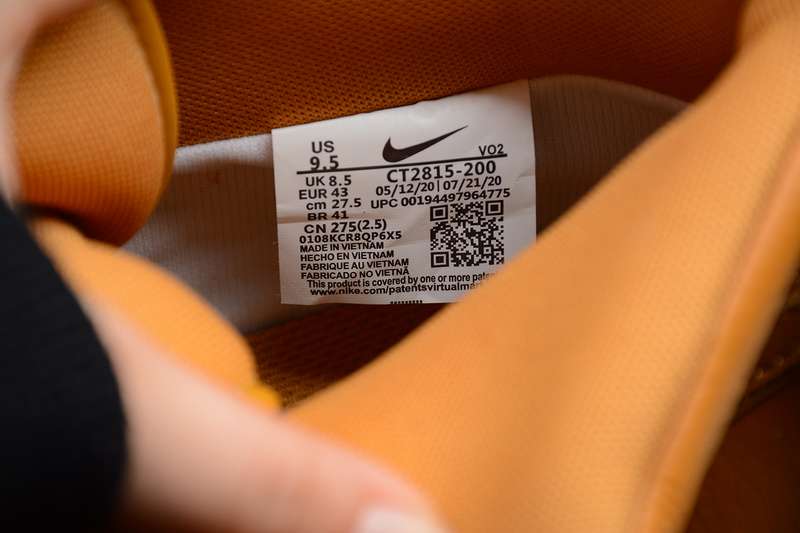 US
9.5
VO2
UK 8.5
CT2815-200
EUR 43
05/12/20|07/21/20
cm 27.5
UPC 00194497964775
BR 41
CN 275(2.5)
0108KCR8QP6X5
MADE IN VIETNAM
HECHO EN VIETNAM
FABRIQUE AU VIETNAM
FABRICADO NO VIETNÃ
This product is covered by one or more
www.nike.com/patentsvirtual